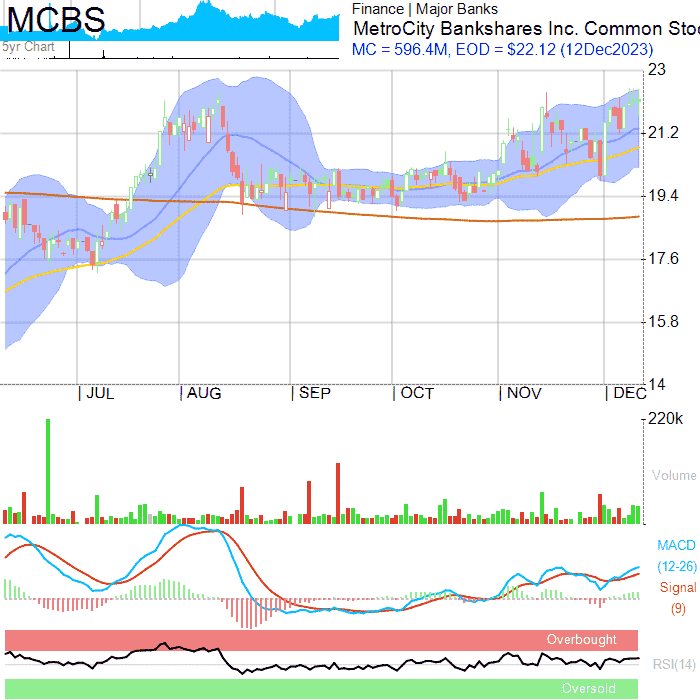 MCBS
5yr Chart
Finance | Major Banks
MetroCity Bankshares Inc. Common Stoc
MC = 596.4M, EOD = $22.12 (12Dec2023)
23
21.2
19.4
17.6
15.8
14
| JUL | AUG | SEP | OCT | NOV | DEC
220k
Volume
MACD
(12-26)
Signal
(9)
Overbought
RSI(14)
Oversold